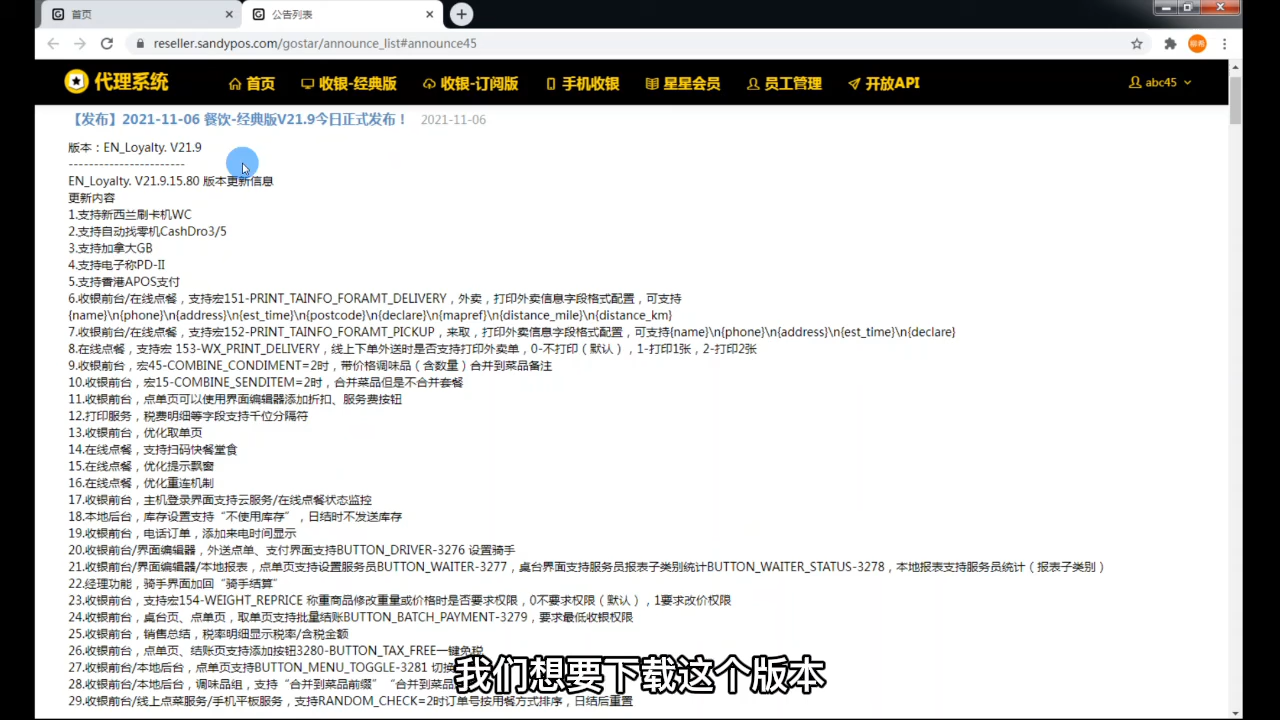 首页
公告列表
reseller.sandypos.com/gostar/announce_list#announce45
代理系统
首页
收银-经典版
收银-订阅版
手机收银
星星会员
员工管理
开放API
abc45
【发布】2021-11-06 餐饮-经典版V21.9今日正式发布！ 2021-11-06
版本：EN_Loyalty. V21.9
-----------------------
EN_Loyalty. V21.9.15.80 版本更新信息
更新内容
1.支持新西兰刷卡机WC
2.支持自动找零机CashDro3/5
3.支持加拿大GB
4.支持电子称PD-II
5.支持香港APOS支付
6.收银前台/在线点餐，支持宏151-PRINT_TAINFO_FORAMT_DELIVERY，外卖，打印外卖信息字段格式配置，可支持
{name}\n{phone}\n{address}\n{est_time}\n{postcode}\n{declare}\n{mapref}\n{distance_mile}\n{distance_km}
7.收银前台/在线点餐，支持宏152-PRINT_TAINFO_FORAMT_PICKUP，来取，打印外卖信息字段格式配置，可支持{name}\n{phone}\n{address}\n{est_time}\n{declare}
8.在线点餐，支持宏 153-WX_PRINT_DELIVERY，线上下单外送时是否支持打印外卖单，0-不打印（默认），1-打印1张，2-打印2张
9.收银前台，宏45-COMBINE_CONDIMENT=2时，带价格调味品（含数量）合并到菜品备注
10.收银前台，宏15-COMBINE_SENDITEM=2时，合并菜品但是不合并套餐
11.收银前台，点单页可以使用界面编辑器添加折扣、服务费按钮
12.打印服务，税费明细等字段支持千位分隔符
13.收银前台，优化取单页
14.在线点餐，支持扫码快餐堂食
15.在线点餐，优化提示飘窗
16.在线点餐，优化重连机制
17.收银前台，主机登录界面支持云服务/在线点餐状态监控
18.本地后台，库存设置支持“不使用库存”，日结时不发送库存
19.收银前台，电话订单，添加来电时间显示
20.收银前台/界面编辑器，外送点单、支付界面支持BUTTON_DRIVER-3276 设置骑手
21.收银前台/界面编辑器/本地报表，点单页支持设置服务员BUTTON_WAITER-3277，桌台界面支持服务员报表子类别统计BUTTON_WAITER_STATUS-3278，本地报表支持服务员统计（报表子类别）
22.经理功能，骑手界面加回“骑手结算”
23.收银前台，支持宏154-WEIGHT_REPRICE 称重商品修改重量或价格时是否要求权限，0不要求权限（默认），1要求改价权限
24.收银前台，桌台页、点单页，取单页支持批量结账BUTTON_BATCH_PAYMENT-3279，要求最低收银权限
25.收银前台，销售总结，税率明细显示税率/含税金额
26.收银前台，点单页、结账页支持添加按钮3280-BUTTON_TAX_FREE一键免税
27.收银前台/本地后台，点单页支持BUTTON_MENU_TOGGLE-3281 切换
28.收银前台/本地后台，调味品组，支持“合并到菜品前缀”“合并到菜品
29.收银前台/线上点菜服务/手机平板服务，支持RANDOM_CHECK=2时订单号按用餐方式排序，日结后重置
我们想要下载这个版本